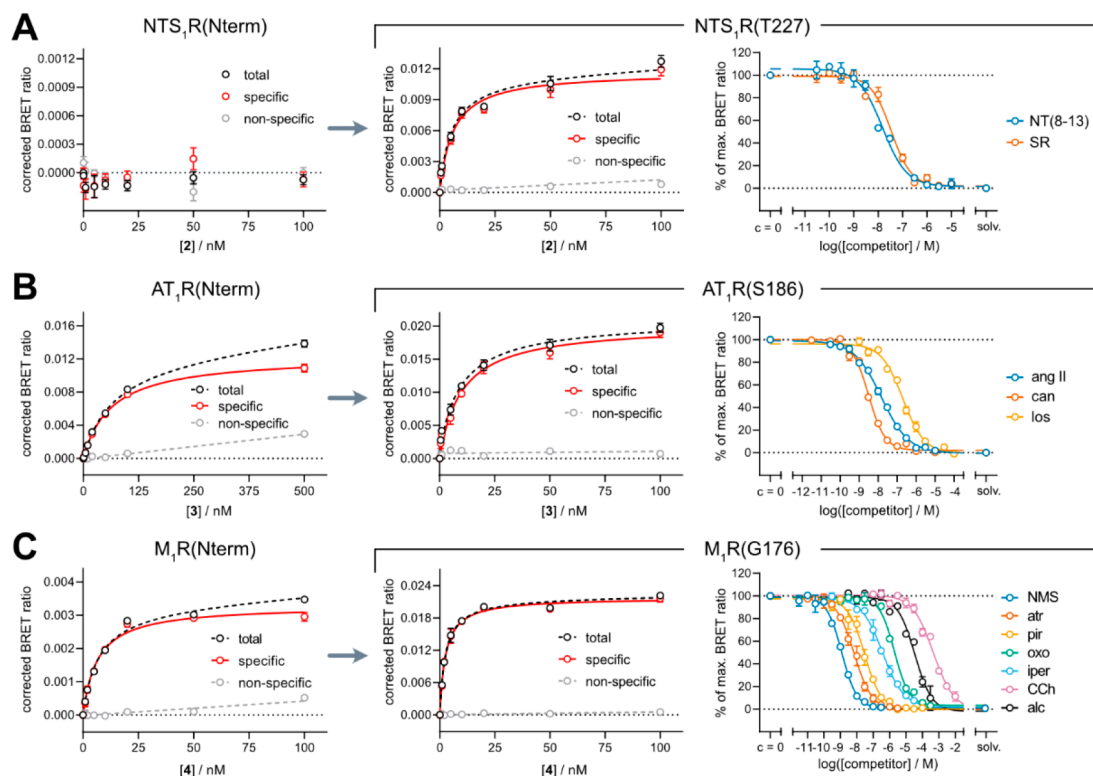 A
NTS₁R(Nterm)
NTS₁R(T227)
corrected BRET ratio
0.0012
0.0009
0.0006
0.0003
0.0000
total
specific
non-specific
0 25 50 75 100
[2] / nM
corrected BRET ratio
0.012
0.009
0.006
0.003
0.000
total
specific
non-specific
0 25 50 75 100
[2] / nM
% of max. BRET ratio
120
100
80
60
40
20
0
NT(8-13)
SR
c = 0 -11 -10 -9 -8 -7 -6 -5 solv.
log([competitor] / M)
B
AT₁R(Nterm)
AT₁R(S186)
corrected BRET ratio
0.016
0.012
0.008
0.004
0.000
total
specific
non-specific
0 125 250 375 500
[3] / nM
corrected BRET ratio
0.020
0.015
0.010
0.005
0.000
total
specific
non-specific
0 25 50 75 100
[3] / nM
% of max. BRET ratio
120
100
80
60
40
20
0
ang II
can
los
c = 0 -12 -11 -10 -9 -8 -7 -6 -5 -4 solv.
log([competitor] / M)
C
M₁R(Nterm)
M₁R(G176)
corrected BRET ratio
0.004
0.003
0.002
0.001
0.000
total
specific
non-specific
0 25 50 75 100
[4] / nM
corrected BRET ratio
0.024
0.018
0.012
0.006
0.000
total
specific
non-specific
0 25 50 75 100
[4] / nM
% of max. BRET ratio
120
100
80
60
40
20
0
NMS
atr
pir
oxo
iper
CCh
alc
c = 0 -11 -10 -9 -8 -7 -6 -5 -4 -3 -2 solv.
log([competitor] / M)